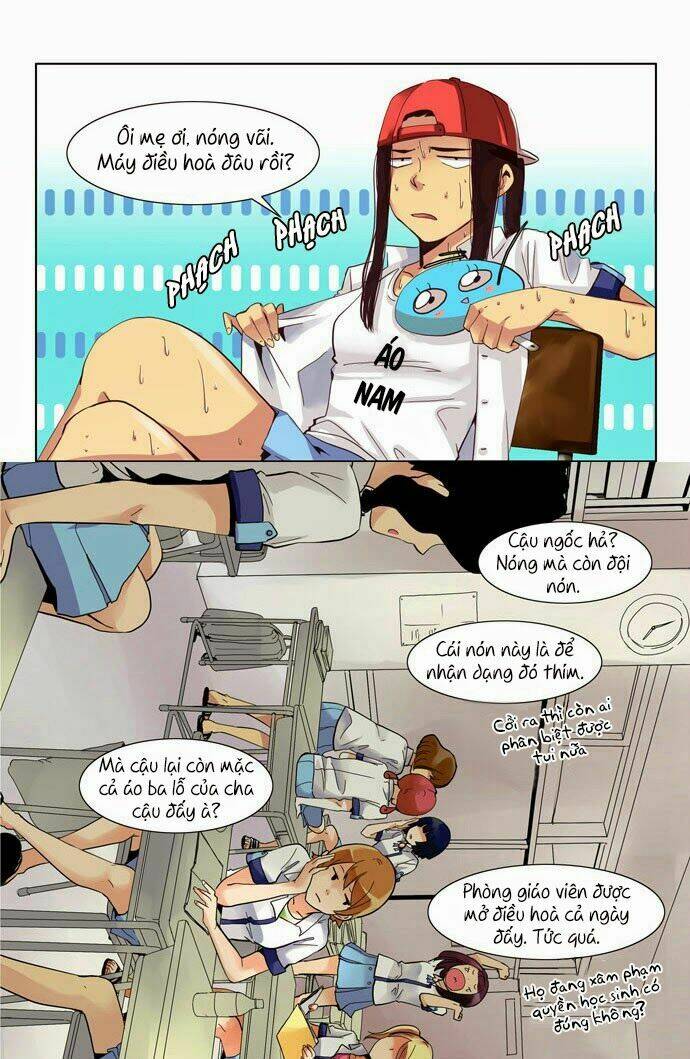 Ôi mẹ ơi, nóng vãi.
Máy điều hoà đâu rồi?
PHẠCH
PHẠCH
PHẠCH
ÁO
NAM
Cậu ngốc hả?
Nóng mà còn đội
nón.
Cái nón này là để
nhận dạng đó thím.
Cởi ra thì còn ai
phân biệt được
tui nữa
Mà cậu lại còn mặc
cả áo ba lỗ của cha
cậu đấy à?
Phòng giáo viên được
mở điều hoà cả ngày
đấy. Tức quá.
Họ đang xâm phạm
quyền học sinh có
đúng không?